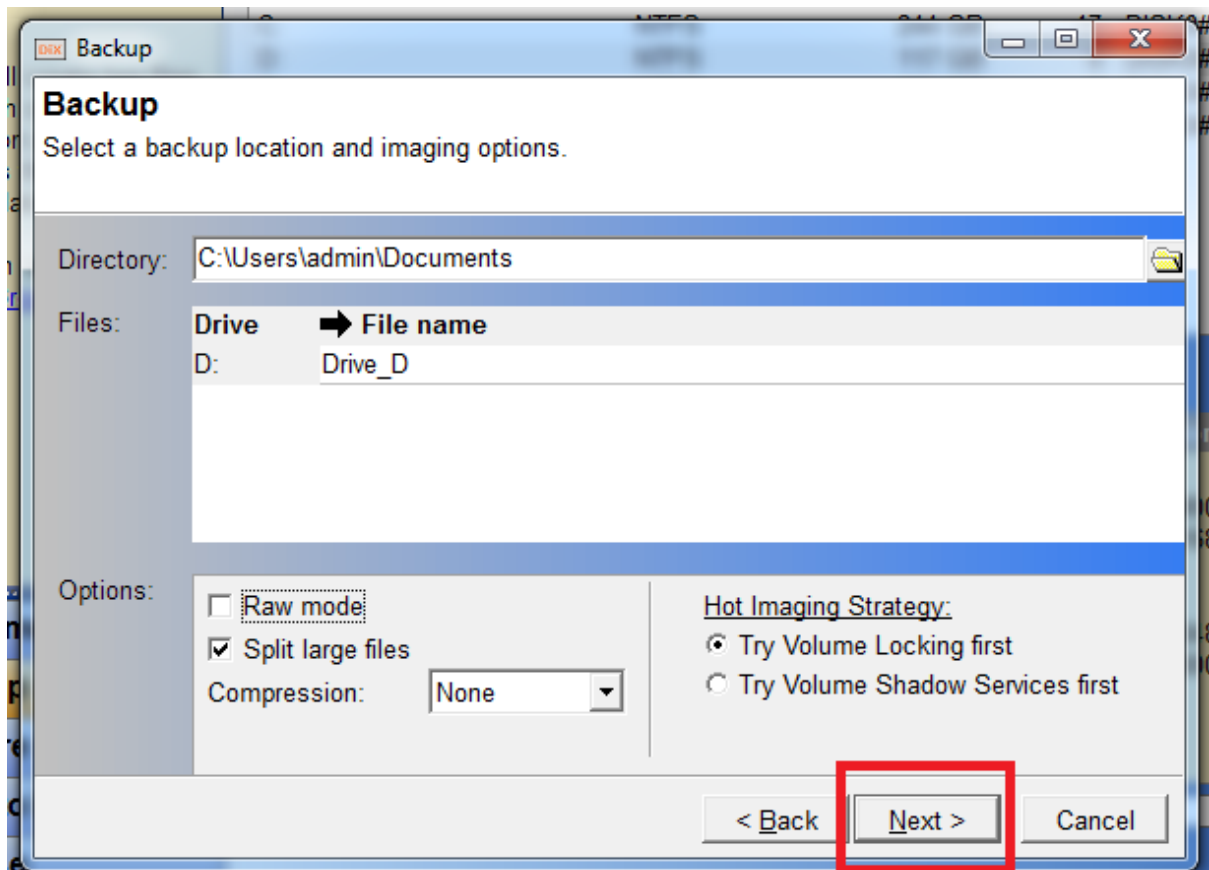 DiX Backup
Backup
Select a backup location and imaging options.
Directory: C:\Users\admin\Documents
Files: Drive File name
D: Drive_D
Options:
Raw mode
Split large files
Compression: None
Hot Imaging Strategy:
Try Volume Locking first
Try Volume Shadow Services first
< Back Next > Cancel